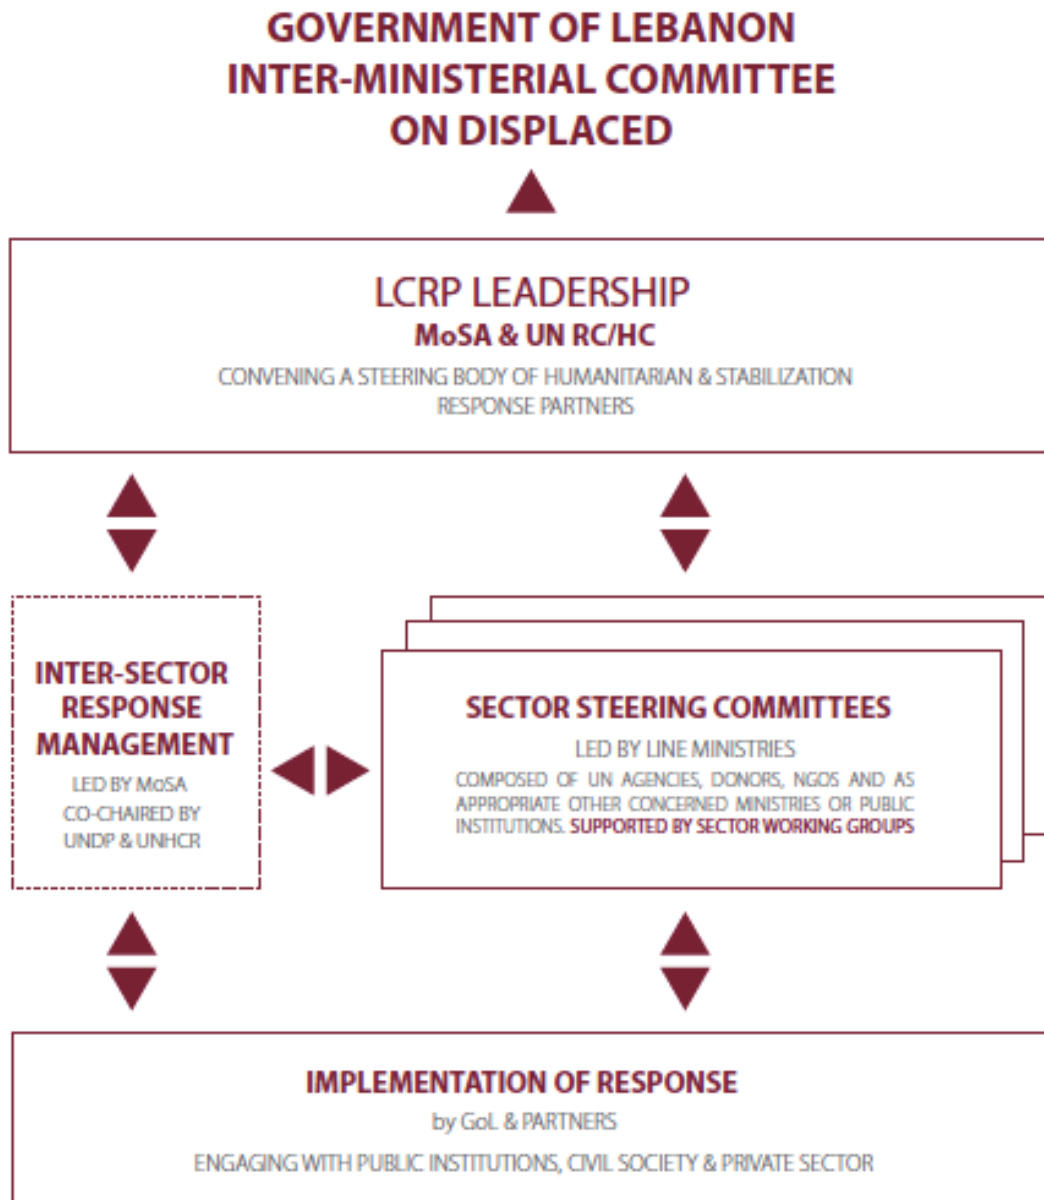 GOVERNMENT OF LEBANON
INTER-MINISTERIAL COMMITTEE
ON DISPLACED
LCRP LEADERSHIP
MoSA & UN RC/HC
CONVENING A STEERING BODY OF HUMANITARIAN & STABILIZATION
RESPONSE PARTNERS
INTER-SECTOR
RESPONSE
MANAGEMENT
LED BY MoSA
CO-CHAIRED BY
UNDP & UNHCR
SECTOR STEERING COMMITTEES
LED BY LINE MINISTRIES
COMPOSED OF UN AGENCIES, DONORS, NGOS AND AS
APPROPRIATE OTHER CONCERNED MINISTRIES OR PUBLIC
INSTITUTIONS. SUPPORTED BY SECTOR WORKING GROUPS
IMPLEMENTATION OF RESPONSE
by GoL & PARTNERS
ENGAGING WITH PUBLIC INSTITUTIONS, CIVIL SOCIETY & PRIVATE SECTOR